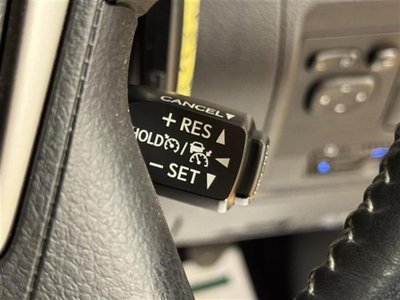 CANCEL▼
+ RES▲
HOLD / ◀
− SET▼